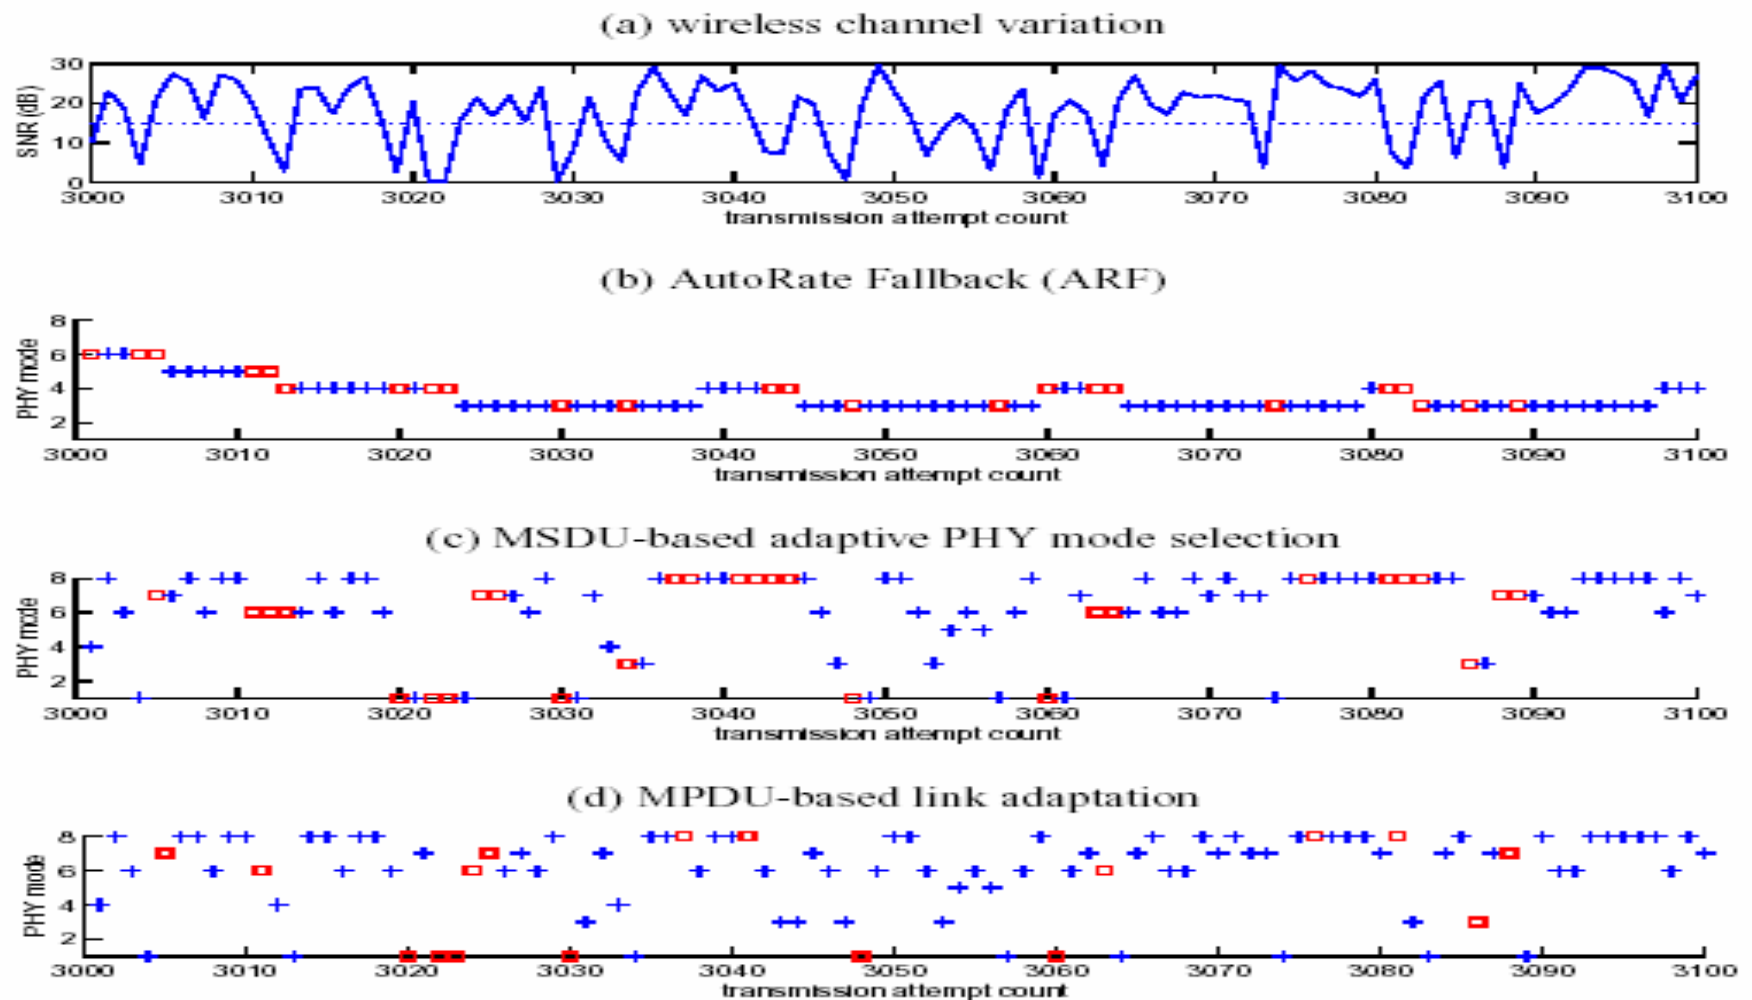 (a) wireless channel variation
30
20
10
0
SNR (dB)
3000 3010 3020 3030 3040 3050 3060 3070 3080 3090 3100
transmission attempt count
(b) AutoRate Fallback (ARF)
8
6
4
2
PHY mode
3000 3010 3020 3030 3040 3050 3060 3070 3080 3090 3100
transmission attempt count
(c) MSDU-based adaptive PHY mode selection
8
6
4
2
PHY mode
3000 3010 3020 3030 3040 3050 3060 3070 3080 3090 3100
transmission attempt count
(d) MPDU-based link adaptation
8
6
4
2
PHY mode
3000 3010 3020 3030 3040 3050 3060 3070 3080 3090 3100
transmission attempt count